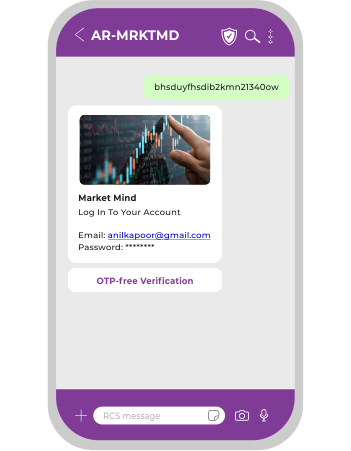 AR-MRKTMD
bhsduyfhsdib2kmn21340ow
Market Mind
Log In To Your Account
Email: anilkapoor@gmail.com
Password: ********
OTP-free Verification
RCS message